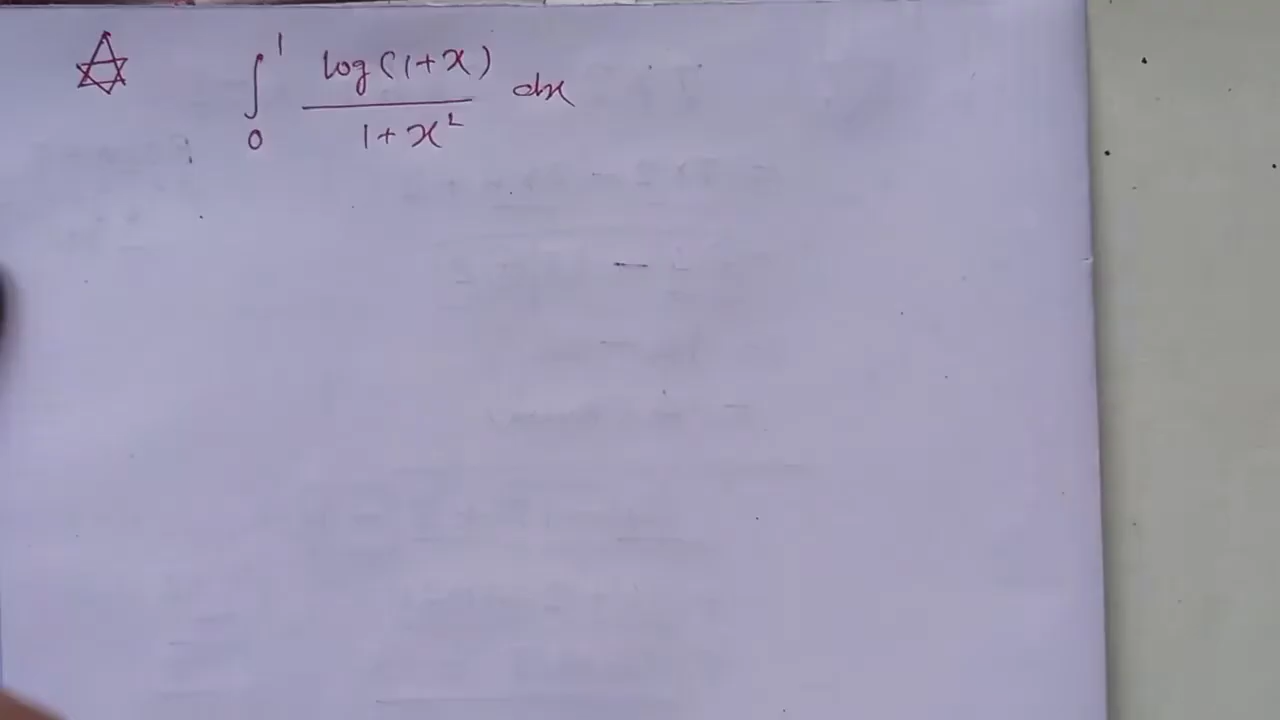 ∫₀¹ log(1+x) / (1+x²) dx